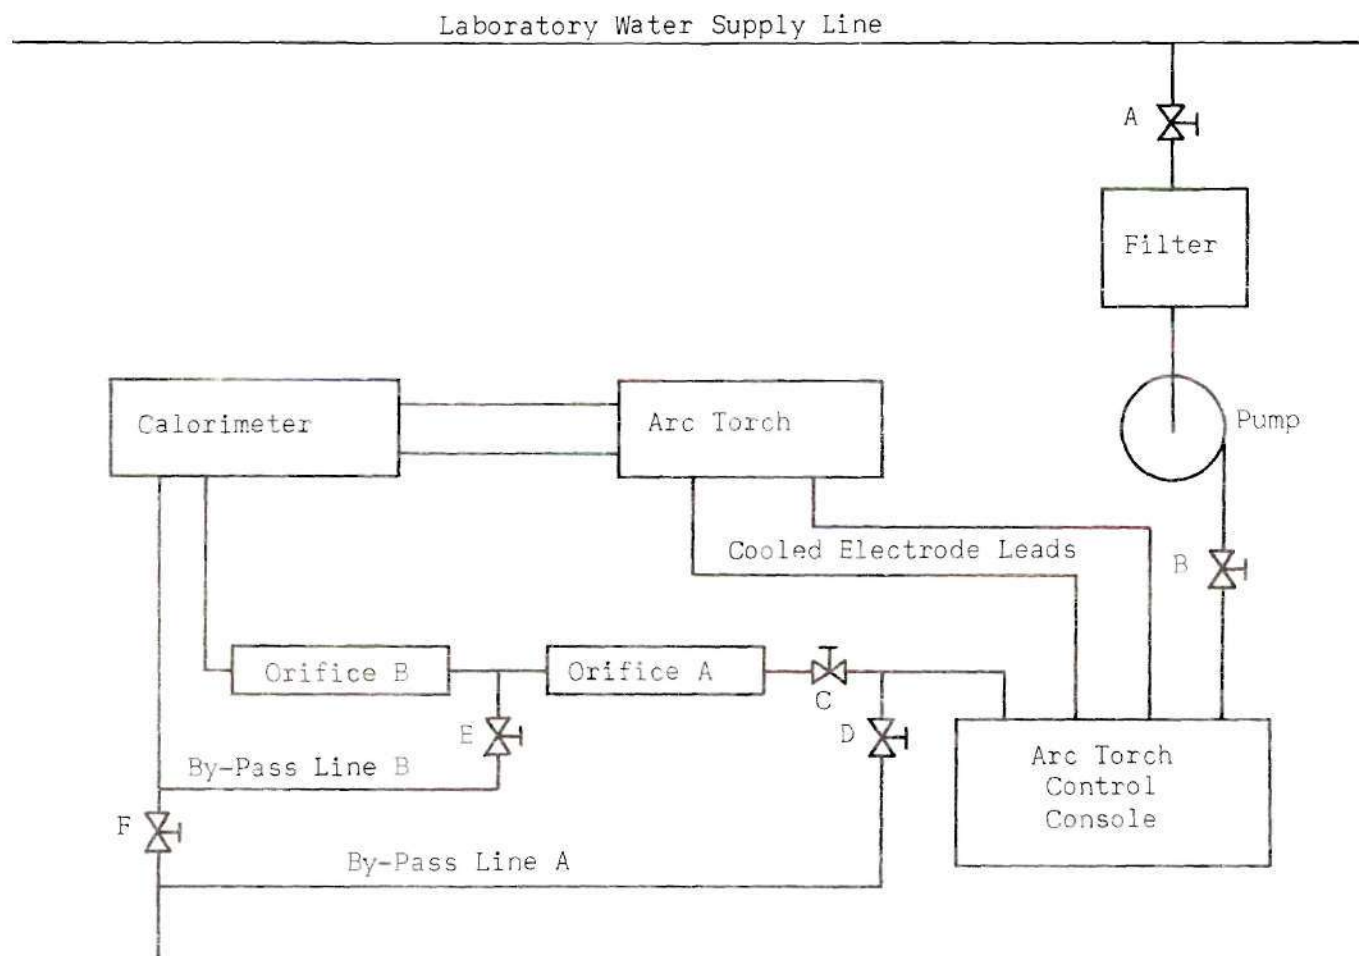 Laboratory Water Supply Line
A
Filter
Pump
Calorimeter
Arc Torch
Cooled Electrode Leads
B
Orifice B
Orifice A
C
E
D
By-Pass Line B
Arc Torch
Control
Console
F
By-Pass Line A